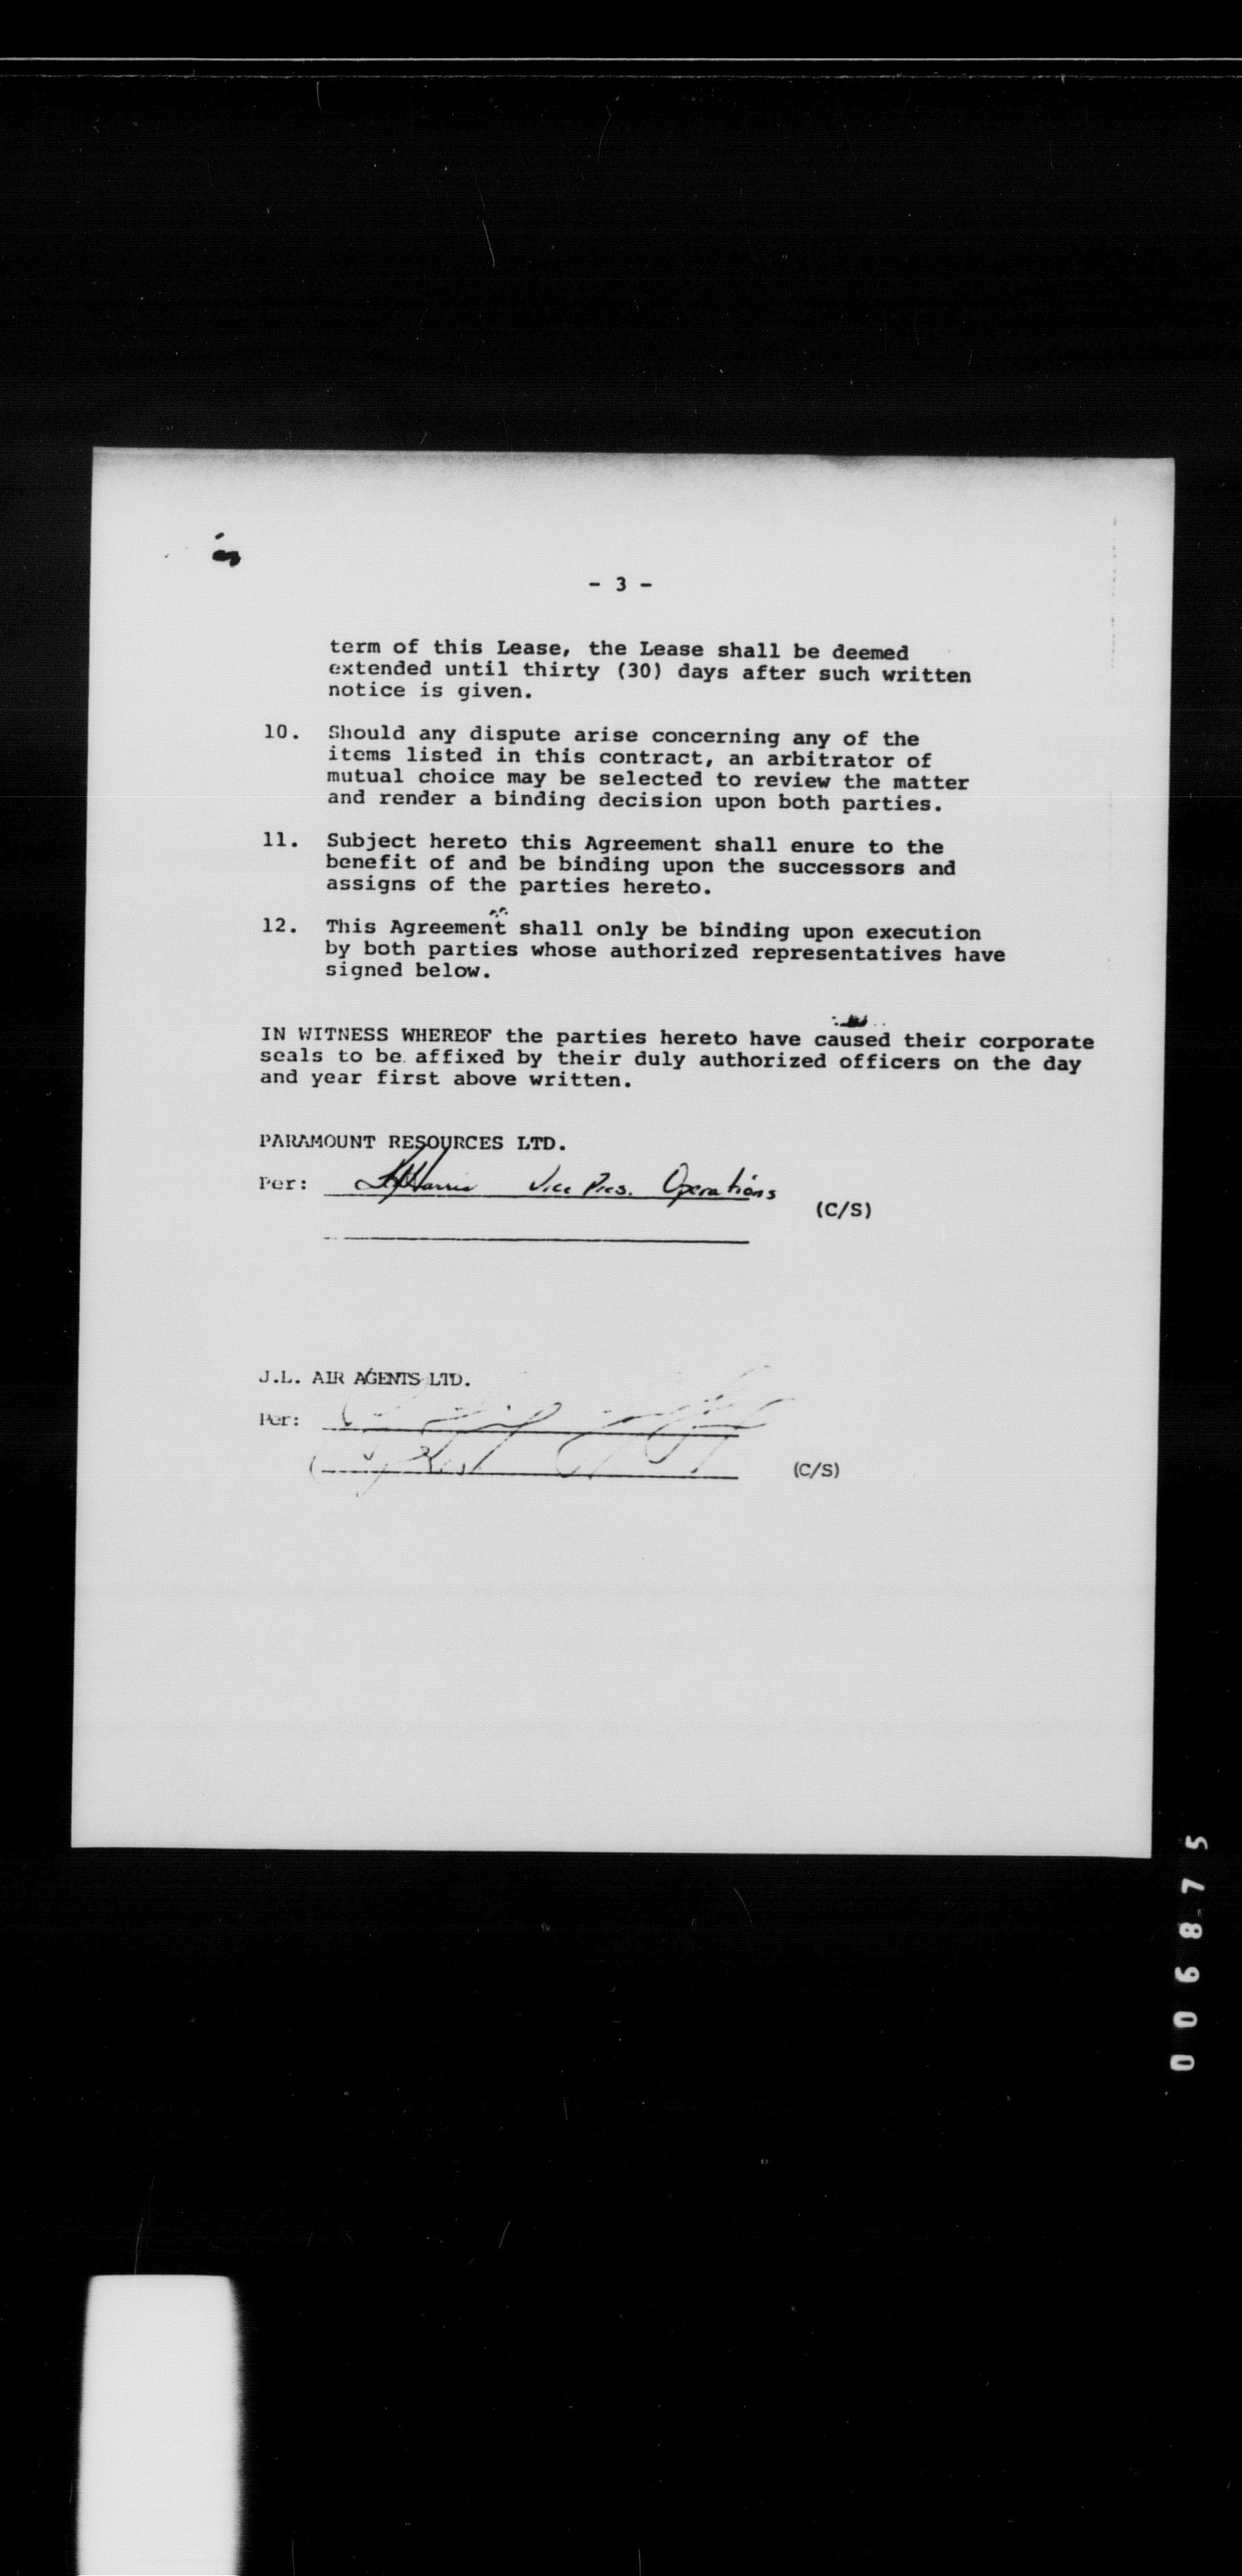 - 3 -
term of this Lease, the Lease shall be deemed
extended until thirty (30) days after such written
notice is given.
10. Should any dispute arise concerning any of the
items listed in this contract, an arbitrator of
mutual choice may be selected to review the matter
and render a binding decision upon both parties.
11. Subject hereto this Agreement shall enure to the
benefit of and be binding upon the successors and
assigns of the parties hereto.
12. This Agreement shall only be binding upon execution
by both parties whose authorized representatives have
signed below.
IN WITNESS WHEREOF the parties hereto have caused their corporate
seals to be affixed by their duly authorized officers on the day
and year first above written.
PARAMOUNT RESOURCES LTD.
Per: Harris Vice Pres. Operations
(C/S)
J.L. AIR AGENTS LTD.
Per:
(C/S)
006875